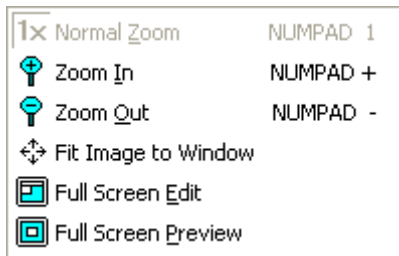 1x Normal Zoom NUMPAD 1
Zoom In NUMPAD +
Zoom Out NUMPAD -
Fit Image to Window
Full Screen Edit
Full Screen Preview